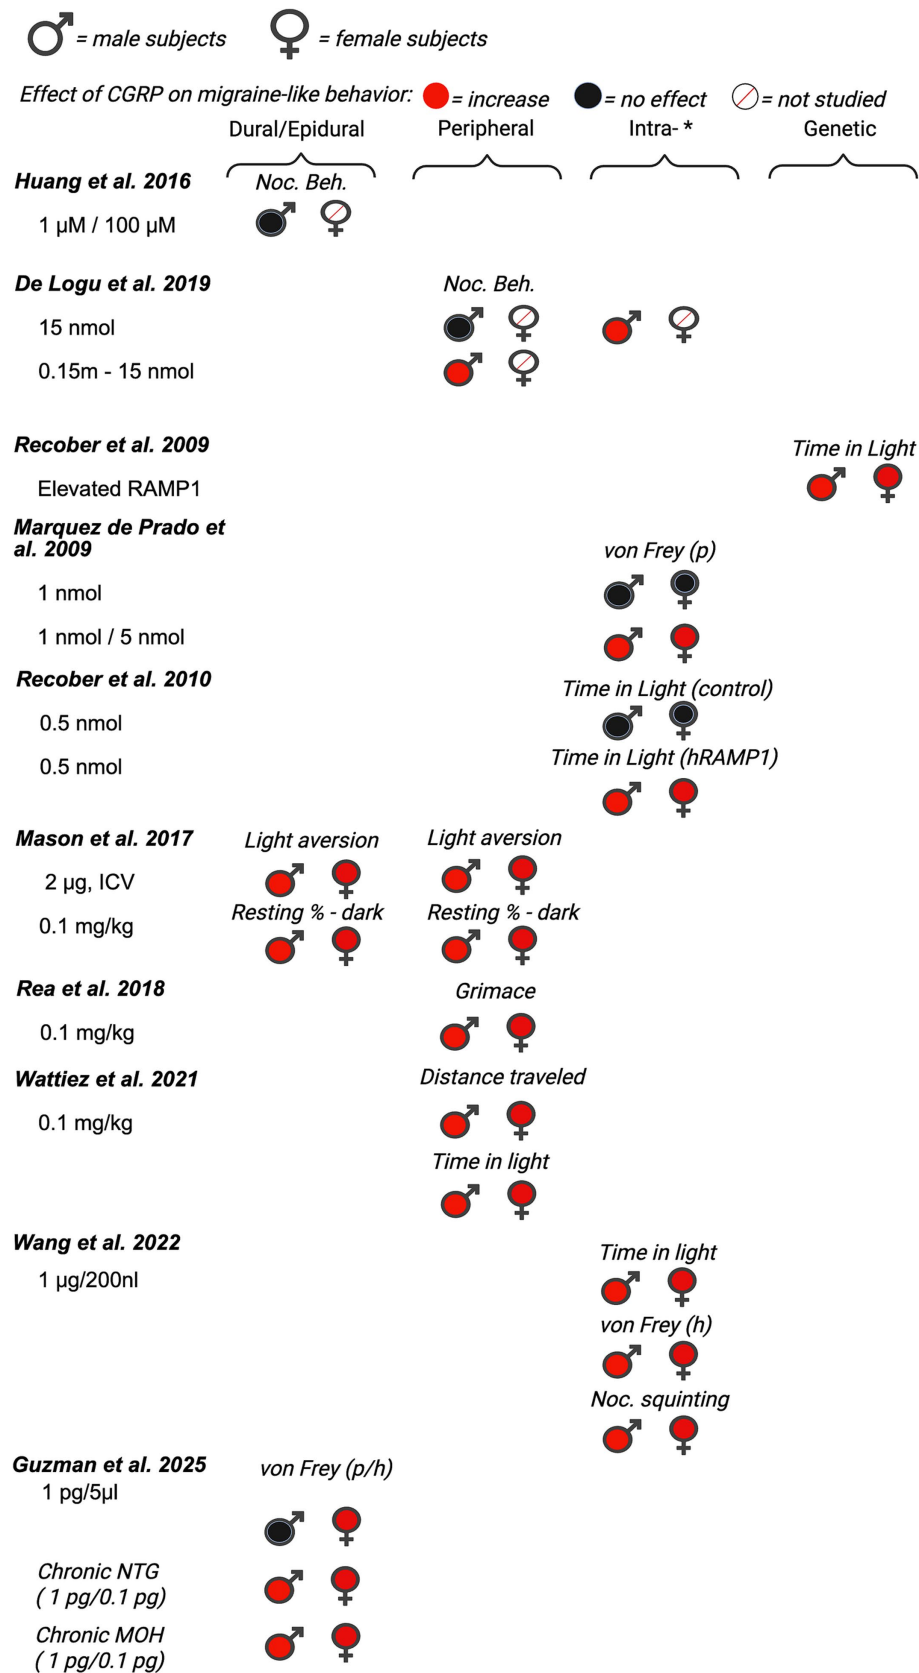 = male subjects = female subjects
Effect of CGRP on migraine-like behavior: = increase = no effect = not studied
Dural/Epidural Peripheral Intra- * Genetic
Huang et al. 2016 Noc. Beh.
1 µM / 100 µM
De Logu et al. 2019 Noc. Beh.
15 nmol
0.15m - 15 nmol
Recober et al. 2009 Time in Light
Elevated RAMP1
Marquez de Prado et
al. 2009 von Frey (p)
1 nmol
1 nmol / 5 nmol
Recober et al. 2010 Time in Light (control)
0.5 nmol
0.5 nmol Time in Light (hRAMP1)
Mason et al. 2017 Light aversion Light aversion
2 µg, ICV
0.1 mg/kg Resting % - dark Resting % - dark
Rea et al. 2018 Grimace
0.1 mg/kg
Wattiez et al. 2021 Distance traveled
0.1 mg/kg
Time in light
Wang et al. 2022 Time in light
1 µg/200nl
von Frey (h)
Noc. squinting
Guzman et al. 2025 von Frey (p/h)
1 pg/5µl
Chronic NTG
( 1 pg/0.1 pg)
Chronic MOH
( 1 pg/0.1 pg)